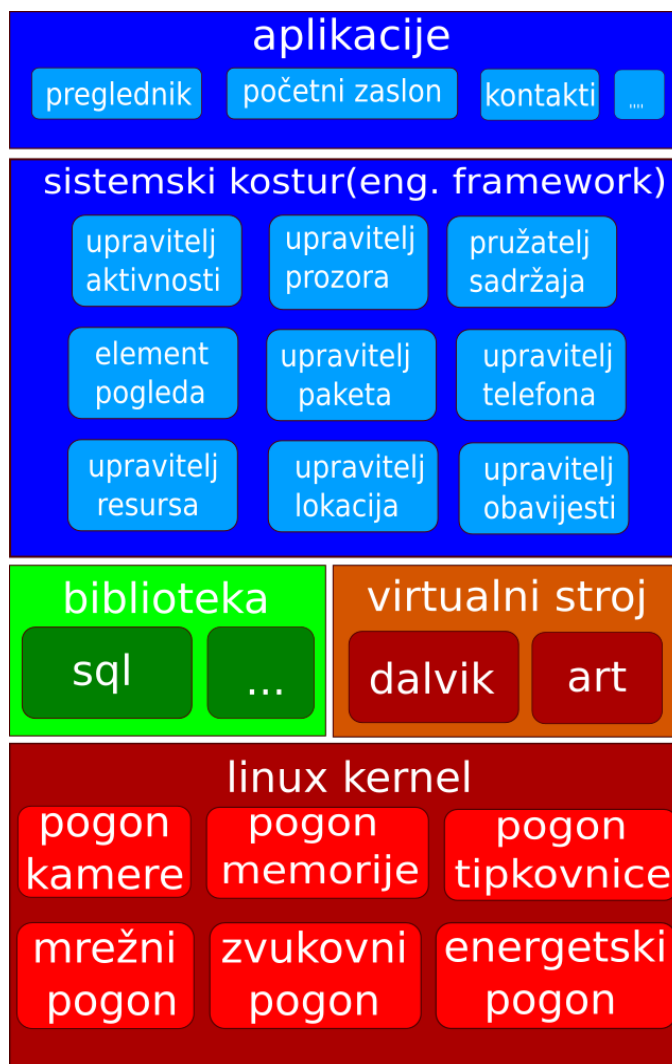 aplikacije
preglednik
početni zaslon
kontakti
....
sistemski kostur(eng. framework)
upravitelj
aktivnosti
upravitelj
prozora
pružatelj
sadržaja
element
pogleda
upravitelj
paketa
upravitelj
telefona
upravitelj
resursa
upravitelj
lokacija
upravitelj
obavijesti
biblioteka
sql
...
virtualni stroj
dalvik
art
linux kernel
pogon
kamere
pogon
memorije
pogon
tipkovnice
mrežni
pogon
zvukovni
pogon
energetski
pogon